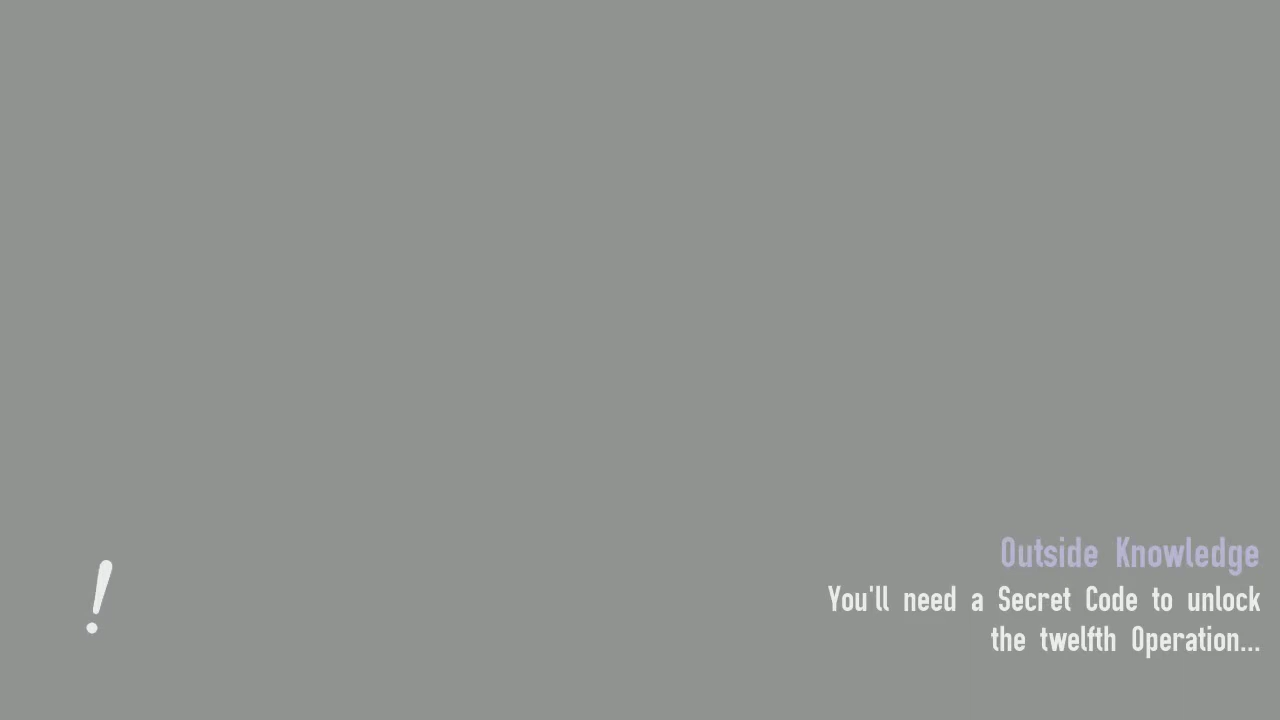 Outside Knowledge
You'll need a Secret Code to unlock
the twelfth Operation...
!